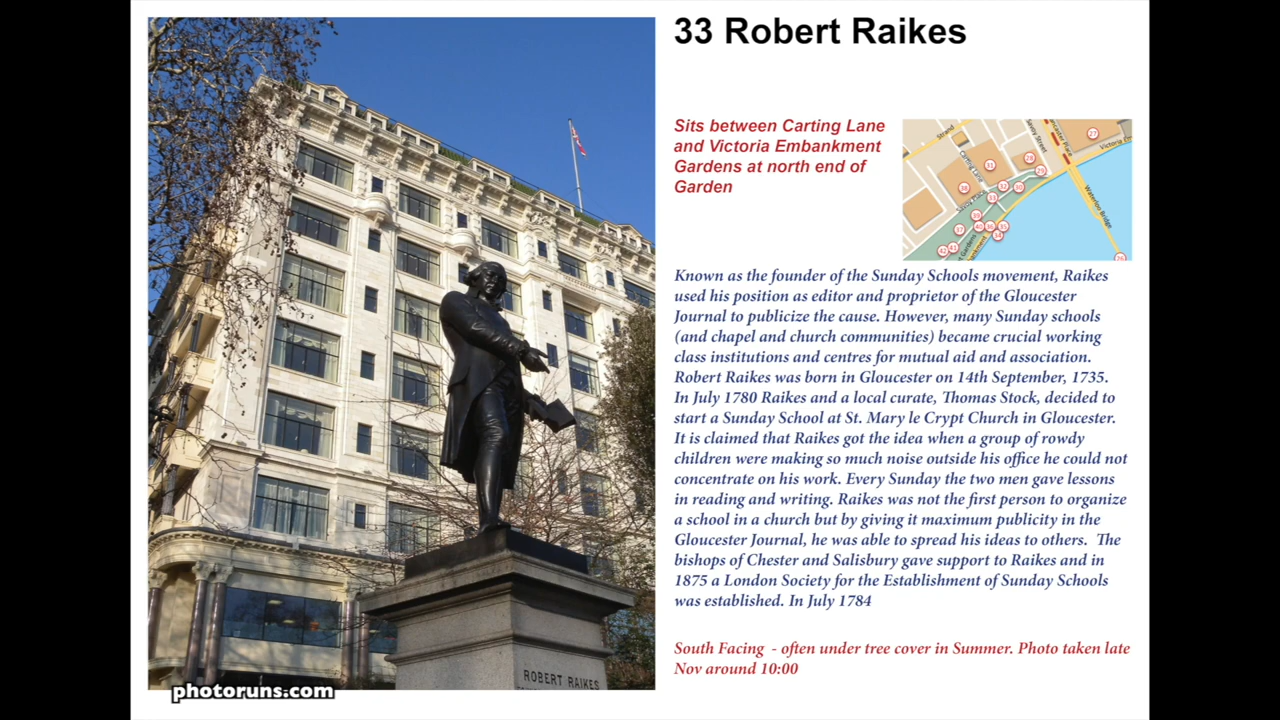 33 Robert Raikes
Sits between Carting Lane
and Victoria Embankment
Gardens at north end of
Garden
Known as the founder of the Sunday Schools movement, Raikes
used his position as editor and proprietor of the Gloucester
Journal to publicize the cause. However, many Sunday schools
(and chapel and church communities) became crucial working
class institutions and centres for mutual aid and association.
Robert Raikes was born in Gloucester on 14th September, 1735.
In July 1780 Raikes and a local curate, Thomas Stock, decided to
start a Sunday School at St. Mary le Crypt Church in Gloucester.
It is claimed that Raikes got the idea when a group of rowdy
children were making so much noise outside his office he could not
concentrate on his work. Every Sunday the two men gave lessons
in reading and writing. Raikes was not the first person to organize
a school in a church but by giving it maximum publicity in the
Gloucester Journal, he was able to spread his ideas to others. The
bishops of Chester and Salisbury gave support to Raikes and in
1875 a London Society for the Establishment of Sunday Schools
was established. In July 1784
South Facing - often under tree cover in Summer. Photo taken late
Nov around 10:00
ROBERT RAIKES
photoruns.com
Strand
Carting Lane
Savoy Street
Waterloo Bridge
27